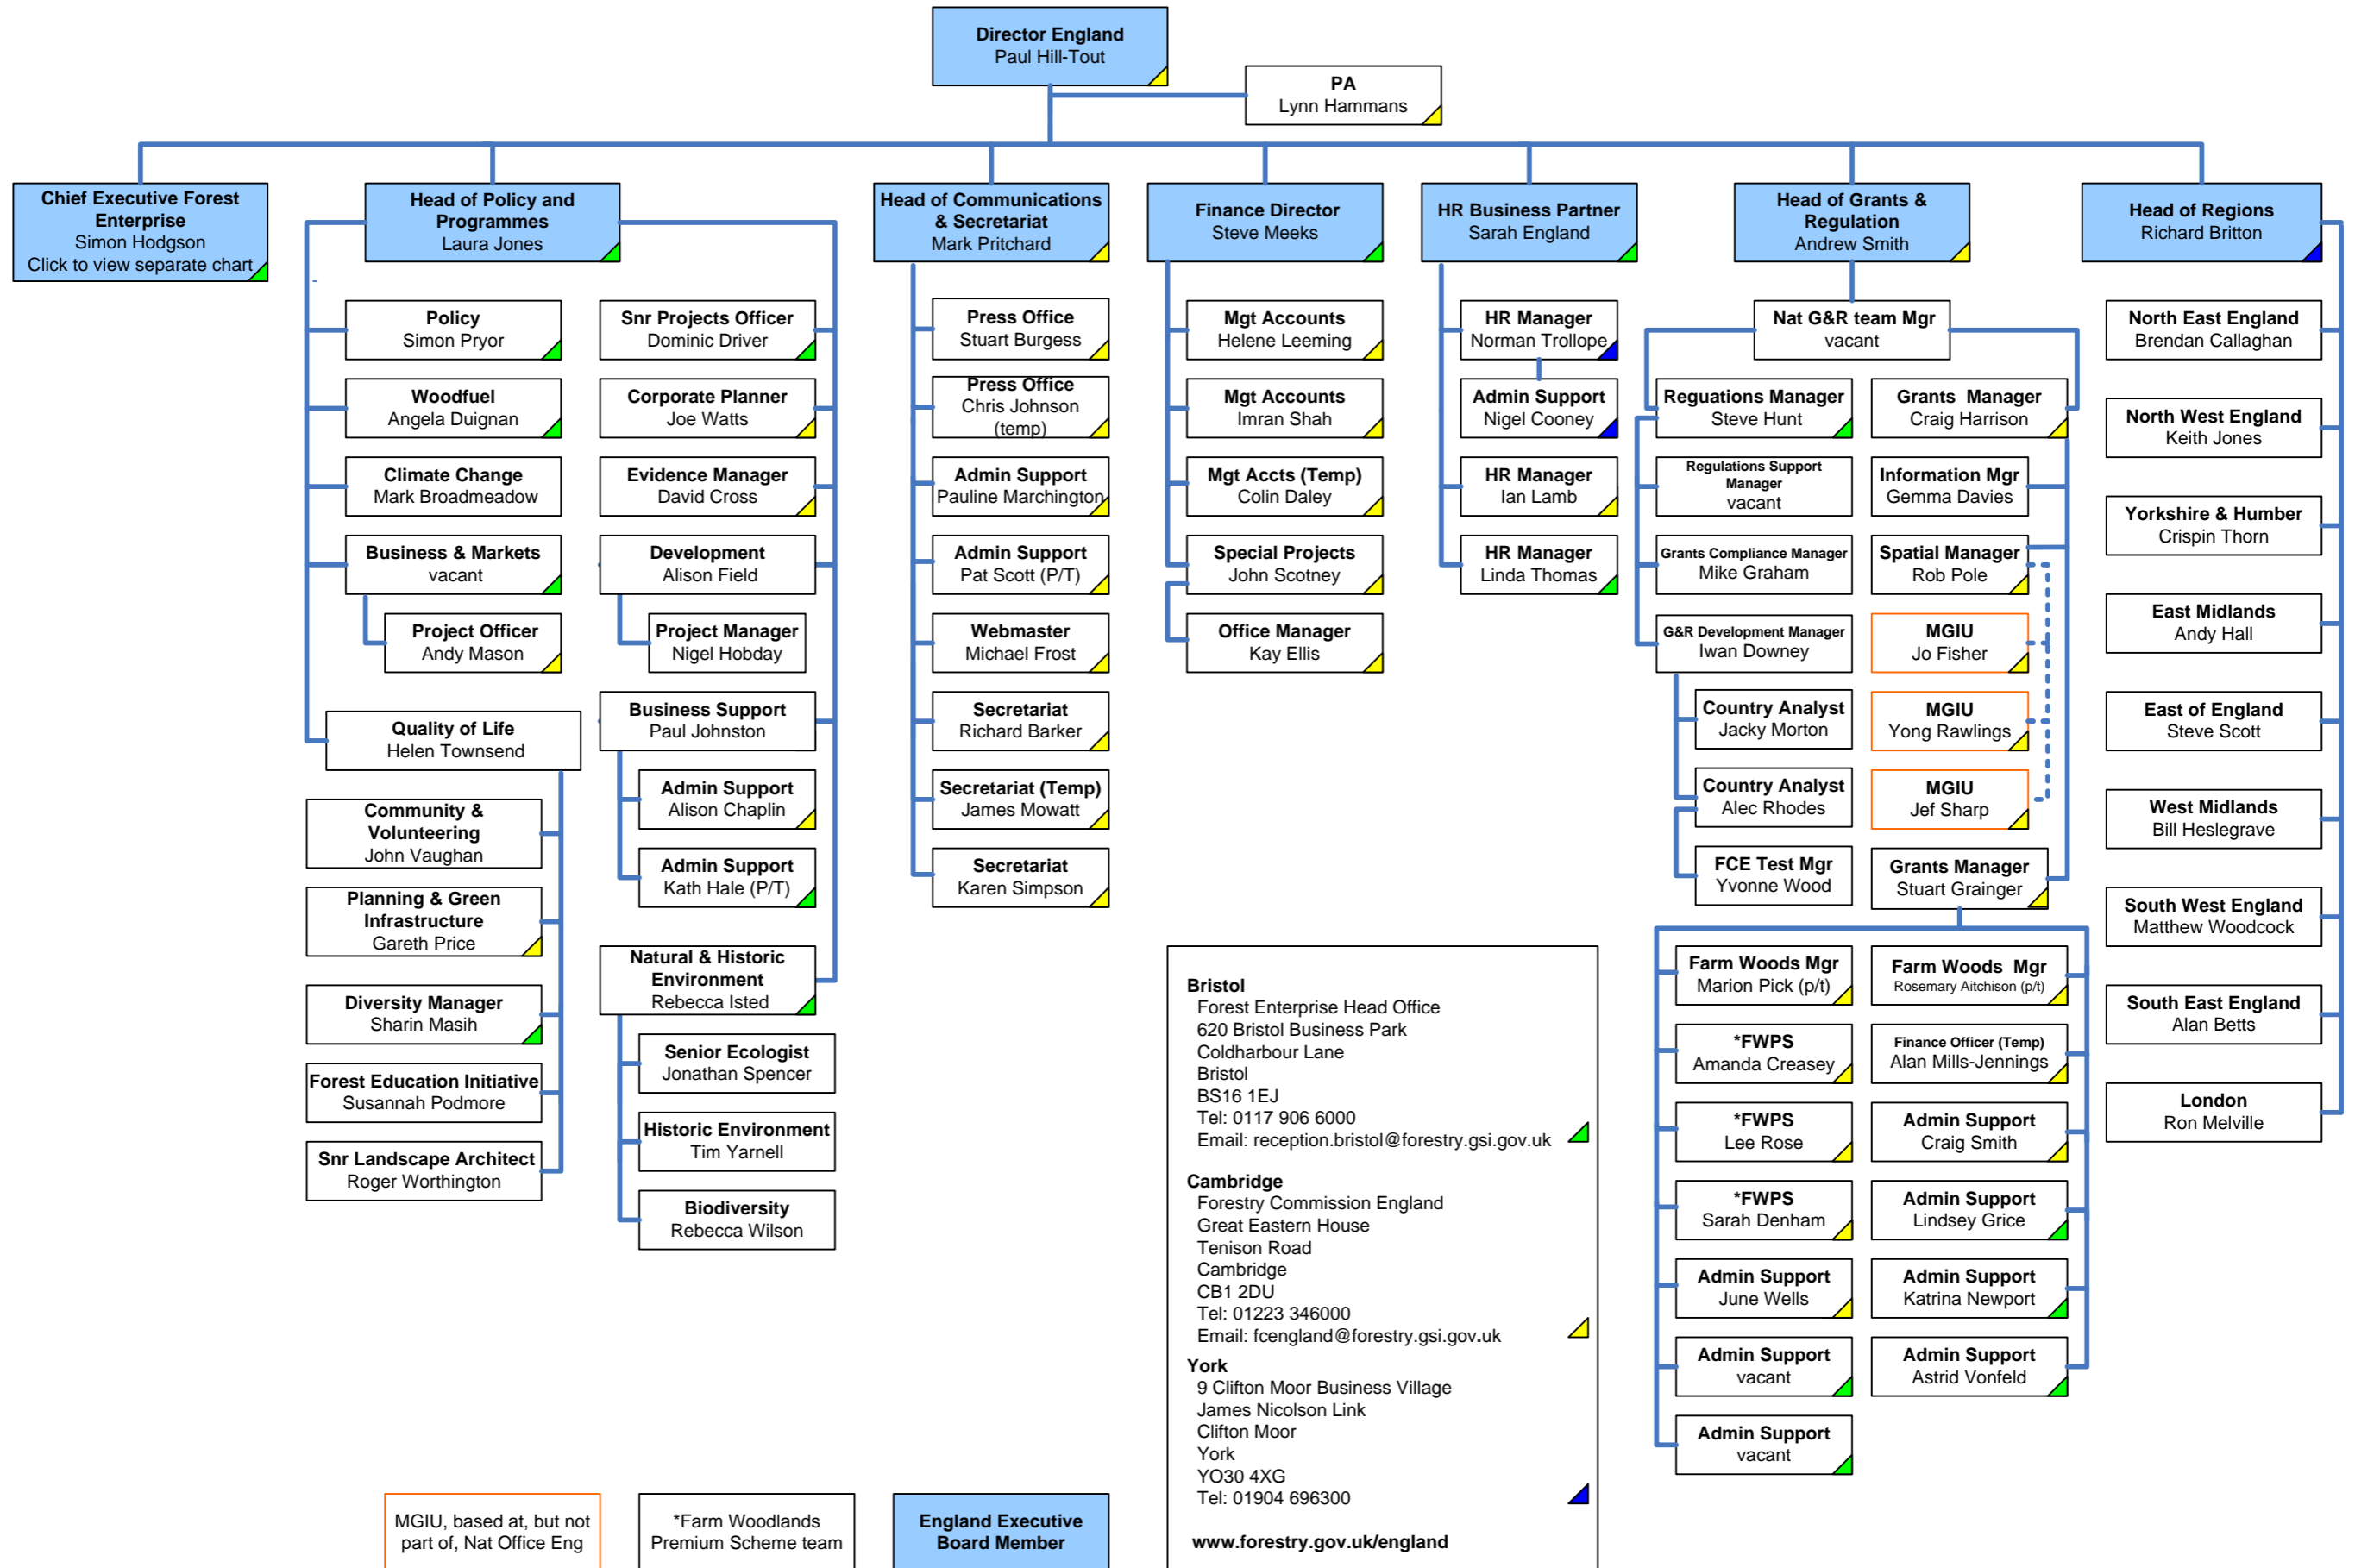 Director England
Paul Hill-Tout
PA
Lynn Hammans
Chief Executive Forest
Enterprise
Simon Hodgson
Click to view separate chart
Head of Policy and
Programmes
Laura Jones
Head of Communications
& Secretariat
Mark Pritchard
Finance Director
Steve Meeks
HR Business Partner
Sarah England
Head of Grants &
Regulation
Andrew Smith
Head of Regions
Richard Britton
Policy
Simon Pryor
Woodfuel
Angela Duignan
Climate Change
Mark Broadmeadow
Business & Markets
vacant
Project Officer
Andy Mason
Quality of Life
Helen Townsend
Community &
Volunteering
John Vaughan
Planning & Green
Infrastructure
Gareth Price
Diversity Manager
Sharin Masih
Forest Education Initiative
Susannah Podmore
Snr Landscape Architect
Roger Worthington
Snr Projects Officer
Dominic Driver
Corporate Planner
Joe Watts
Evidence Manager
David Cross
Development
Alison Field
Project Manager
Nigel Hobday
Business Support
Paul Johnston
Admin Support
Alison Chaplin
Admin Support
Kath Hale (P/T)
Natural & Historic
Environment
Rebecca Isted
Senior Ecologist
Jonathan Spencer
Historic Environment
Tim Yarnell
Biodiversity
Rebecca Wilson
Press Office
Stuart Burgess
Press Office
Chris Johnson
(temp)
Admin Support
Pauline Marchington
Admin Support
Pat Scott (P/T)
Webmaster
Michael Frost
Secretariat
Richard Barker
Secretariat (Temp)
James Mowatt
Secretariat
Karen Simpson
Mgt Accounts
Helene Leeming
Mgt Accounts
Imran Shah
Mgt Accts (Temp)
Colin Daley
Special Projects
John Scotney
Office Manager
Kay Ellis
HR Manager
Norman Trollope
Admin Support
Nigel Cooney
HR Manager
Ian Lamb
HR Manager
Linda Thomas
Nat G&R team Mgr
vacant
Reguations Manager
Steve Hunt
Regulations Support
Manager
vacant
Grants Compliance Manager
Mike Graham
G&R Development Manager
Iwan Downey
Country Analyst
Jacky Morton
Country Analyst
Alec Rhodes
FCE Test Mgr
Yvonne Wood
Grants Manager
Craig Harrison
Information Mgr
Gemma Davies
Spatial Manager
Rob Pole
MGIU
Jo Fisher
MGIU
Yong Rawlings
MGIU
Jef Sharp
Grants Manager
Stuart Grainger
Farm Woods Mgr
Marion Pick (p/t)
*FWPS
Amanda Creasey
*FWPS
Lee Rose
*FWPS
Sarah Denham
Admin Support
June Wells
Admin Support
vacant
Admin Support
vacant
Farm Woods Mgr
Rosemary Aitchison (p/t)
Finance Officer (Temp)
Alan Mills-Jennings
Admin Support
Craig Smith
Admin Support
Lindsey Grice
Admin Support
Katrina Newport
Admin Support
Astrid Vonfeld
North East England
Brendan Callaghan
North West England
Keith Jones
Yorkshire & Humber
Crispin Thorn
East Midlands
Andy Hall
East of England
Steve Scott
West Midlands
Bill Heslegrave
South West England
Matthew Woodcock
South East England
Alan Betts
London
Ron Melville
Bristol
Forest Enterprise Head Office
620 Bristol Business Park
Coldharbour Lane
Bristol
BS16 1EJ
Tel: 0117 906 6000
Email: reception.bristol@forestry.gsi.gov.uk
Cambridge
Forestry Commission England
Great Eastern House
Tenison Road
Cambridge
CB1 2DU
Tel: 01223 346000
Email: fcengland@forestry.gsi.gov.uk
York
9 Clifton Moor Business Village
James Nicolson Link
Clifton Moor
York
YO30 4XG
Tel: 01904 696300
www.forestry.gov.uk/england
MGIU, based at, but not
part of, Nat Office Eng
*Farm Woodlands
Premium Scheme team
England Executive
Board Member